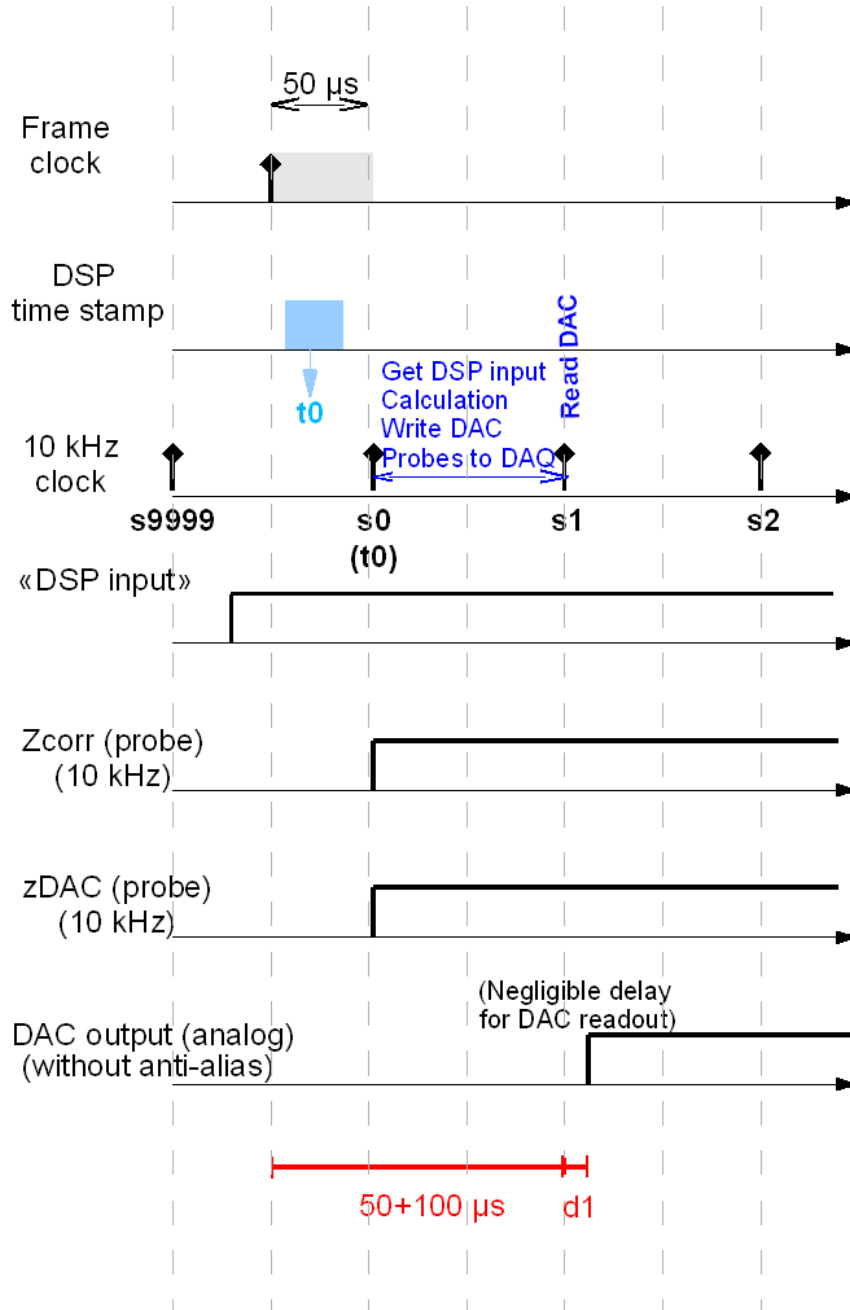 50 µs
Frame
clock
DSP
time stamp
t0
Read DAC
Get DSP input
Calculation
Write DAC
Probes to DAQ
10 kHz
clock
s9999
s0
(t0)
s1
s2
«DSP input»
Zcorr (probe)
(10 kHz)
zDAC (probe)
(10 kHz)
(Negligible delay
for DAC readout)
DAC output (analog)
(without anti-alias)
50+100 µs
d1